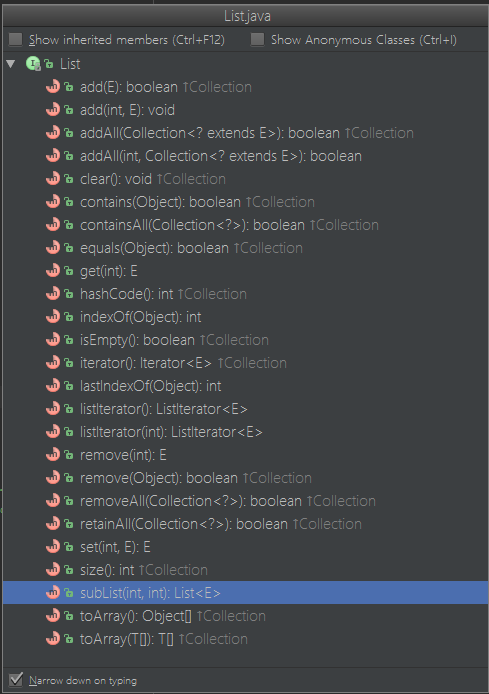 List.java
Show inherited members (Ctrl+F12) Show Anonymous Classes (Ctrl+I)
List
add(E): boolean ↑Collection
add(int, E): void
addAll(Collection<? extends E>): boolean ↑Collection
addAll(int, Collection<? extends E>): boolean
clear(): void ↑Collection
contains(Object): boolean ↑Collection
containsAll(Collection<?>): boolean ↑Collection
equals(Object): boolean ↑Collection
get(int): E
hashCode(): int ↑Collection
indexOf(Object): int
isEmpty(): boolean ↑Collection
iterator(): Iterator<E> ↑Collection
lastIndexOf(Object): int
listIterator(): ListIterator<E>
listIterator(int): ListIterator<E>
remove(int): E
remove(Object): boolean ↑Collection
removeAll(Collection<?>): boolean ↑Collection
retainAll(Collection<?>): boolean ↑Collection
set(int, E): E
size(): int ↑Collection
subList(int, int): List<E>
toArray(): Object[] ↑Collection
toArray(T[]): T[] ↑Collection
Narrow down on typing